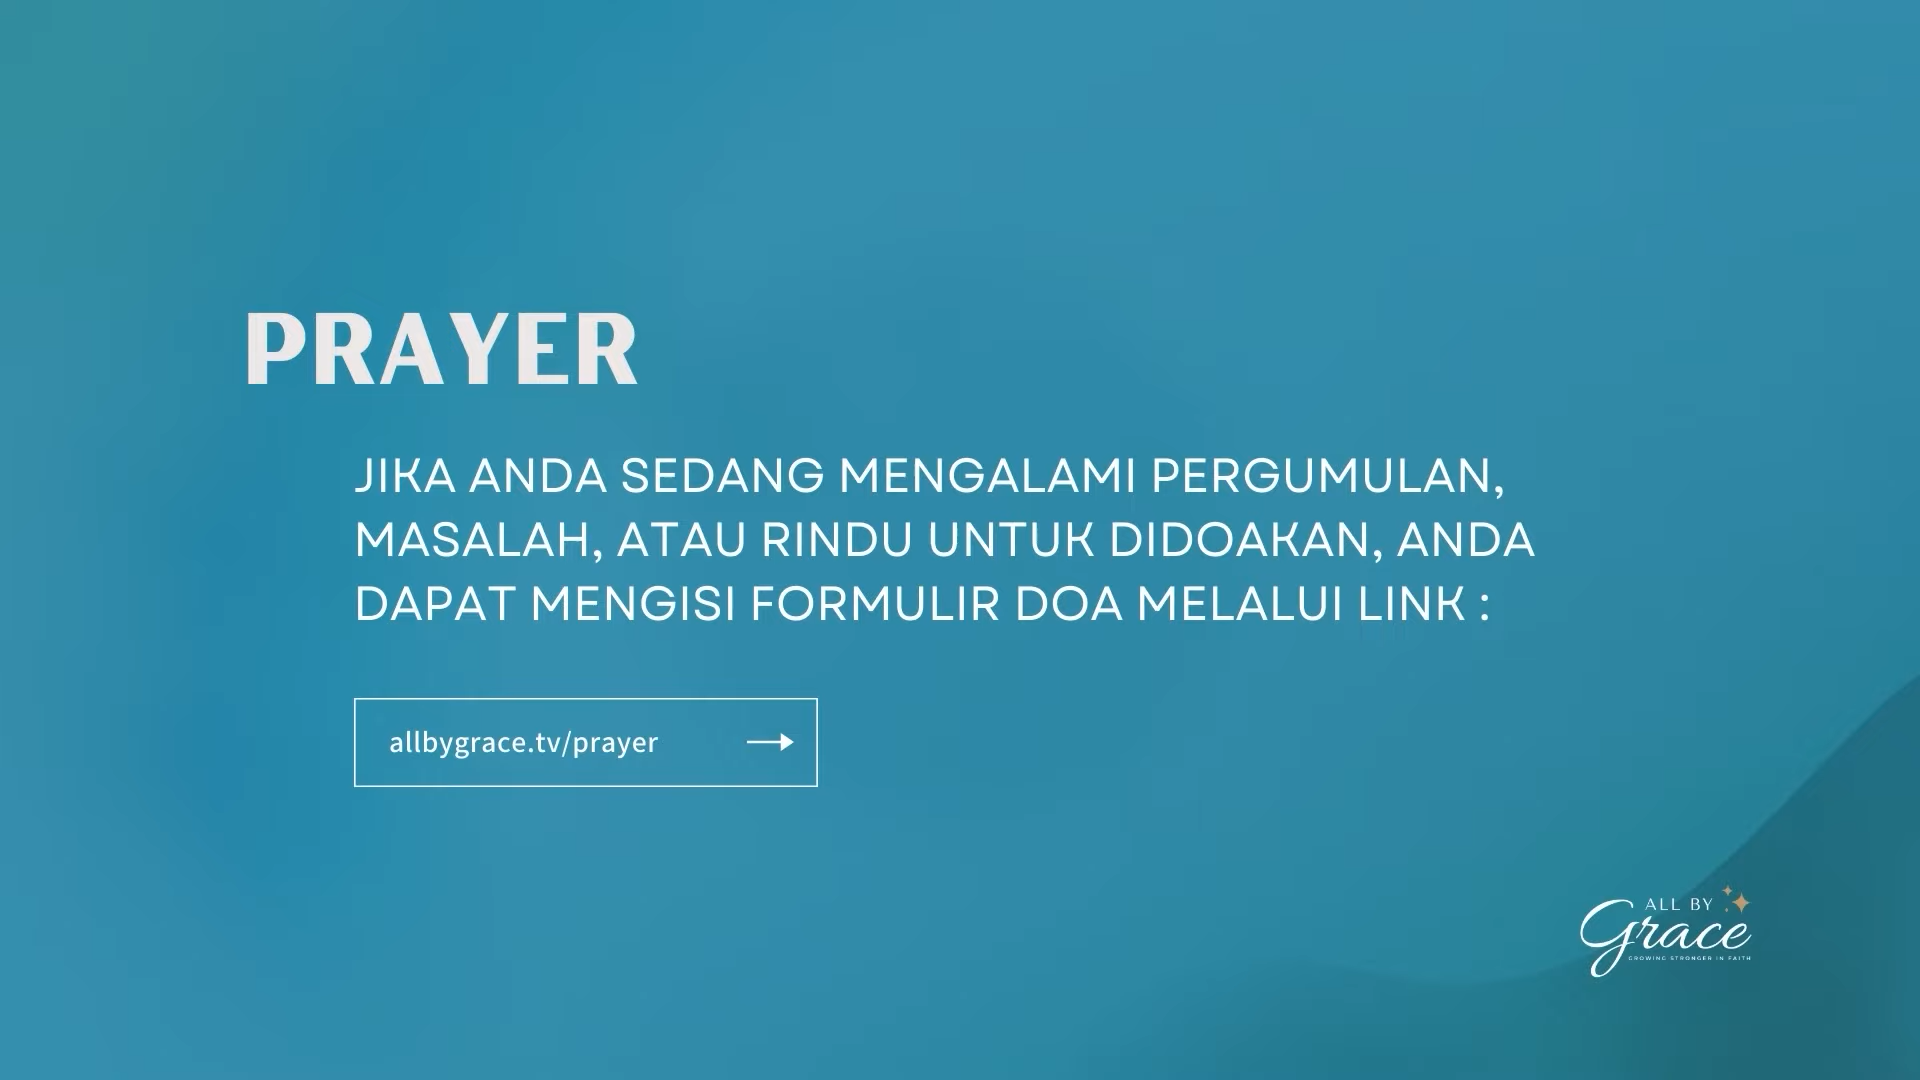 PRAYER
JIKA ANDA SEDANG MENGALAMI PERGUMULAN,
MASALAH, ATAU RINDU UNTUK DIDOAKAN, ANDA
DAPAT MENGISI FORMULIR DOA MELALUI LINK :
allbygrace.tv/prayer
ALL BY
Grace
GROWING STRONGER IN FAITH